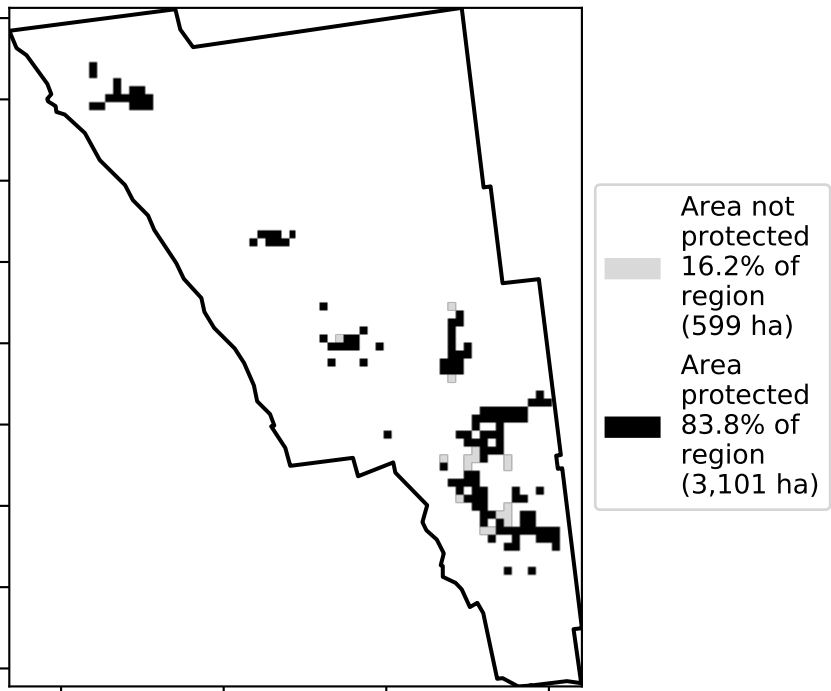 Area not
protected
16.2% of
region
(599 ha)
Area
protected
83.8% of
region
(3,101 ha)